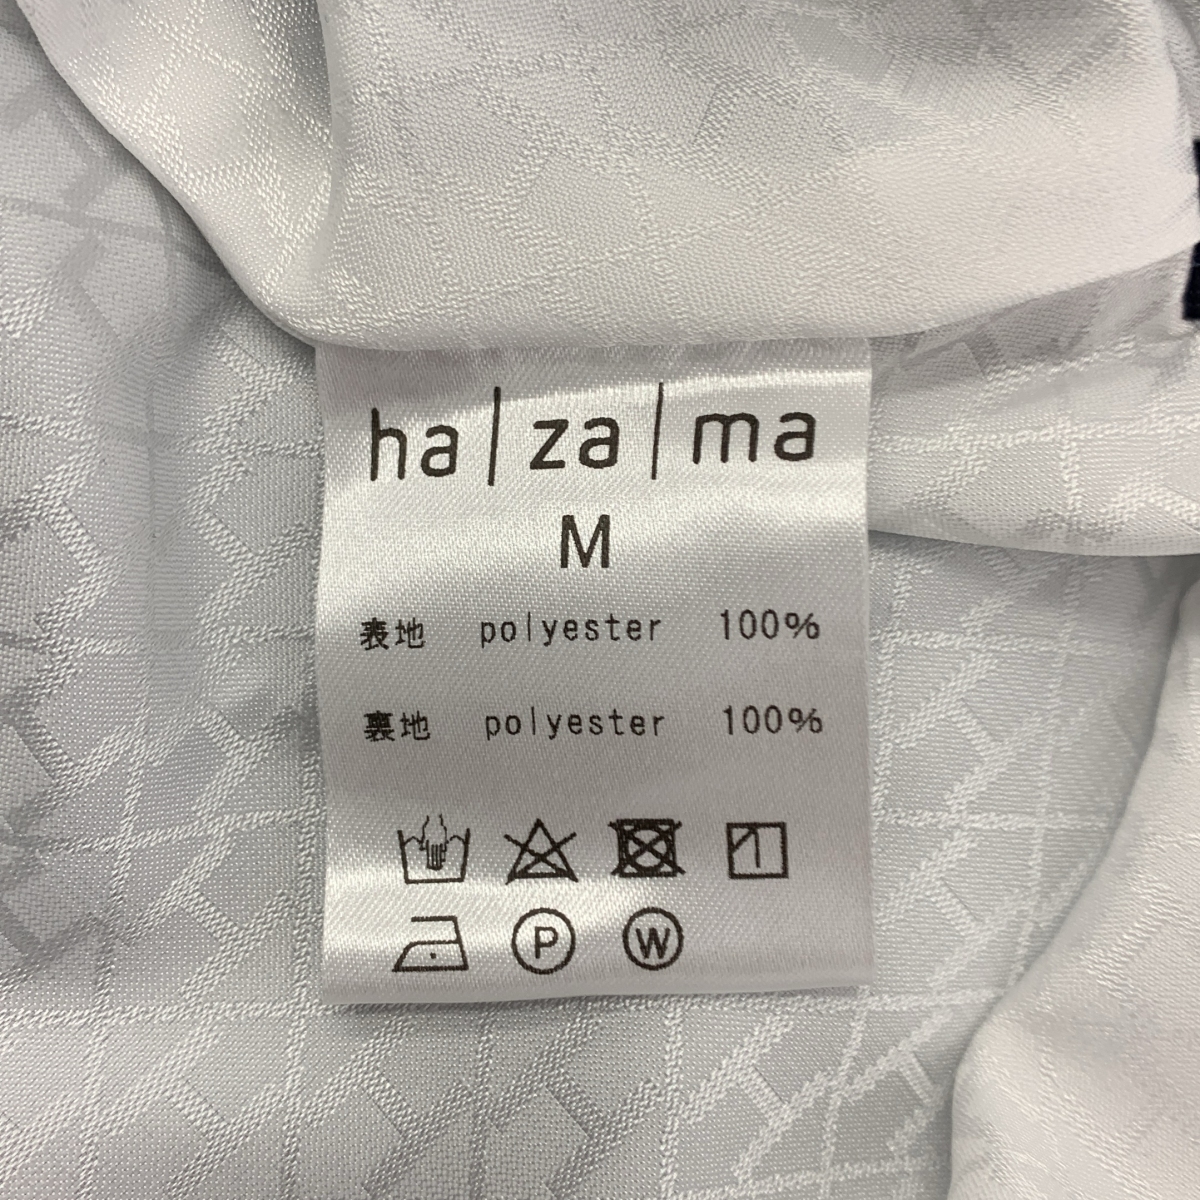 ha/za/ma
M
表地 polyester 100%
裏地 polyester 100%
P W